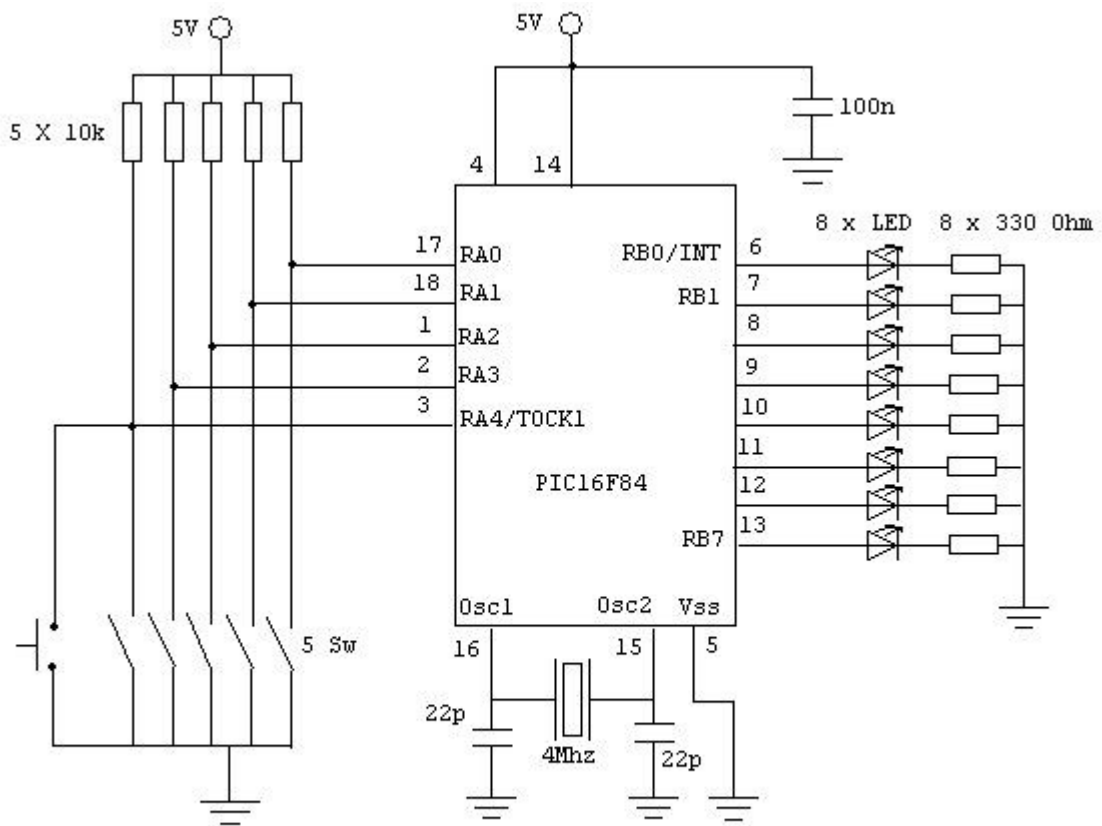 5V
5V
5 X 10k
100n
4
14
8 x LED
8 x 330 Ohm
17
RA0
RB0/INT
6
18
RA1
RB1
7
1
RA2
8
2
RA3
9
3
RA4/TOCK1
10
11
PIC16F84
12
RB7
13
Osc1
Osc2
Vss
5 Sw
16
15
5
22p
4Mhz
22p